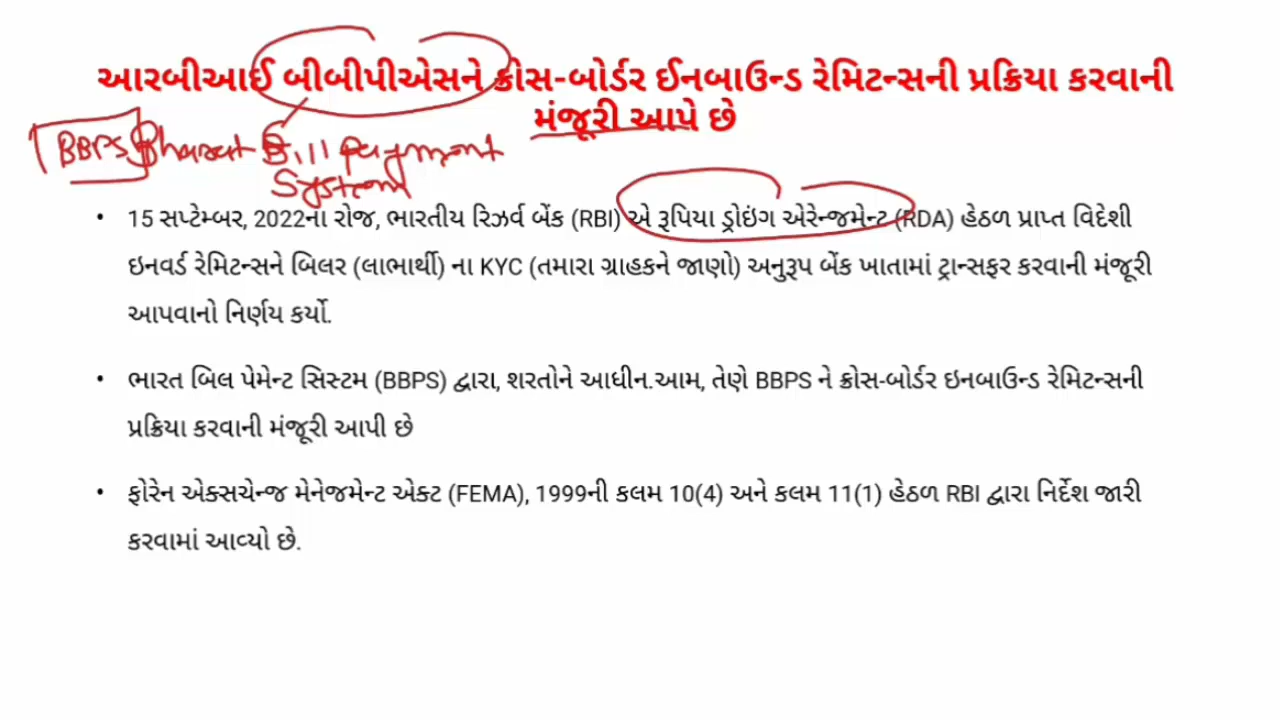 આરબીઆઈ બીબીપીએસને ક્રોસ-બોર્ડર ઈનબાઉન્ડ રેમિટન્સની પ્રક્રિયા કરવાની
મંજૂરી આપે છે
BBPS Bharat Bill Payment
System
• 15 સપ્ટેમ્બર, 2022ના રોજ, ભારતીય રિઝર્વ બેંક (RBI) એ રૂપિયા ડ્રોઇંગ એરેન્જમેન્ટ (RDA) હેઠળ પ્રાપ્ત વિદેશી
ઇનવર્ડ રેમિટન્સને બિલર (લાભાર્થી) ના KYC (તમારા ગ્રાહકને જાણો) અનુરૂપ બેંક ખાતામાં ટ્રાન્સફર કરવાની મંજૂરી
આપવાનો નિર્ણય કર્યો.
• ભારત બિલ પેમેન્ટ સિસ્ટમ (BBPS) દ્વારા, શરતોને આધીન.આમ, તેણે BBPS ને ક્રોસ-બોર્ડર ઇનબાઉન્ડ રેમિટન્સની
પ્રક્રિયા કરવાની મંજૂરી આપી છે
• ફોરેન એક્સચેન્જ મેનેજમેન્ટ એક્ટ (FEMA), 1999ની કલમ 10(4) અને કલમ 11(1) હેઠળ RBI દ્વારા નિર્દેશ જારી
કરવામાં આવ્યો છે.